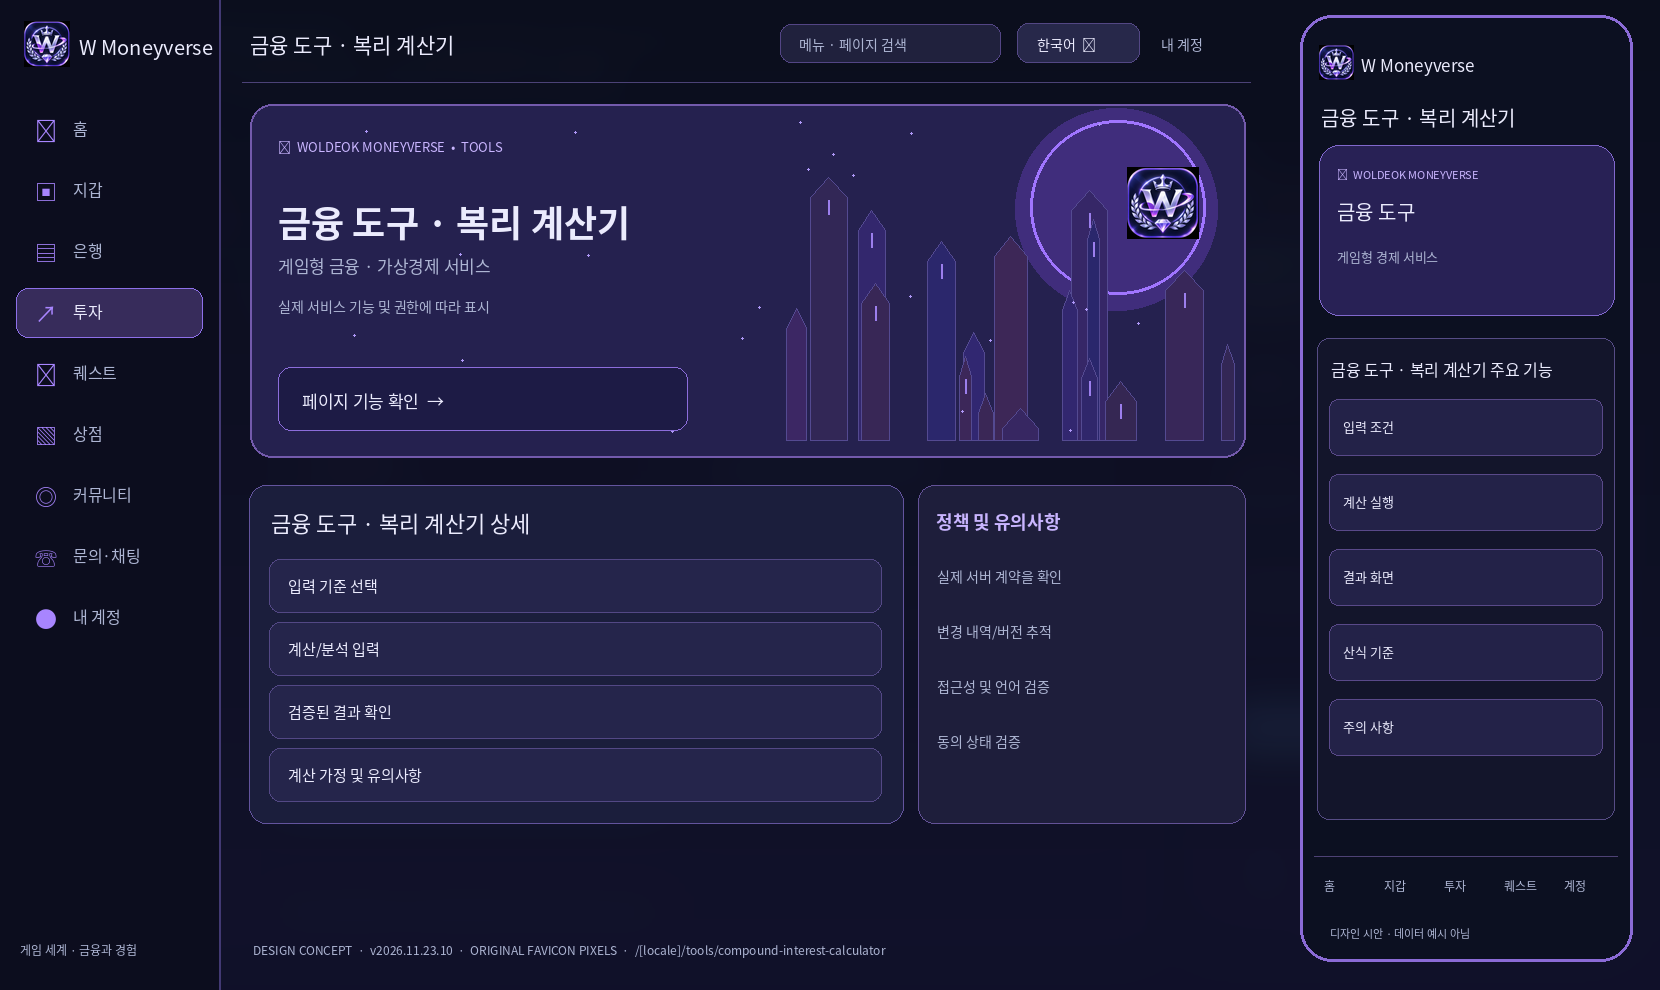 W Moneyverse
홈
지갑
은행
투자
퀘스트
상점
커뮤니티
문의·채팅
내 계정
게임 세계 · 금융과 경험
금융 도구 · 복리 계산기
메뉴 · 페이지 검색
한국어
내 계정
WOLDEOK MONEYVERSE • TOOLS
금융 도구 · 복리 계산기
게임형 금융 · 가상경제 서비스
실제 서비스 기능 및 권한에 따라 표시
페이지 기능 확인 →
W
금융 도구 · 복리 계산기 상세
입력 기준 선택
계산/분석 입력
검증된 결과 확인
계산 가정 및 유의사항
정책 및 유의사항
실제 서버 계약을 확인
변경 내역/버전 추적
접근성 및 언어 검증
동의 상태 검증
DESIGN CONCEPT · v2026.11.23.10 · ORIGINAL FAVICON PIXELS · /[locale]/tools/compound-interest-calculator
W Moneyverse
금융 도구 · 복리 계산기
WOLDEOK MONEYVERSE
금융 도구
게임형 경제 서비스
금융 도구 · 복리 계산기 주요 기능
입력 조건
계산 실행
결과 화면
산식 기준
주의 사항
홈 지갑 투자 퀘스트 계정
디자인 시안 · 데이터 예시 아님